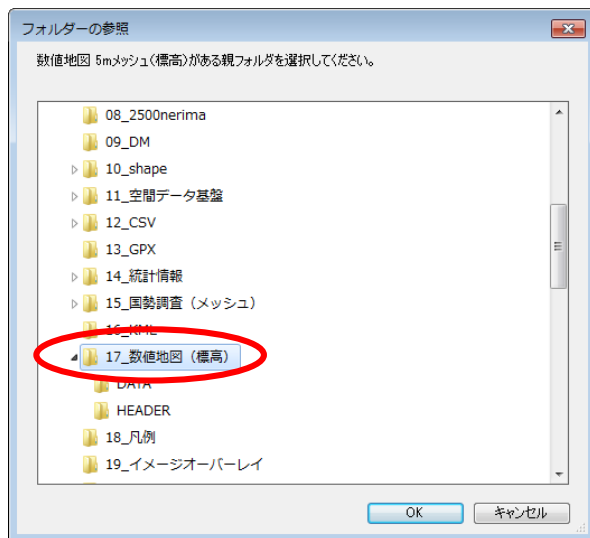 フォルダーの参照
数値地図 5mメッシュ(標高)がある親フォルダを選択してください。
08_2500nerima
09_DM
10_shape
11_空間データ基盤
12_CSV
13_GPX
14_統計情報
15_国勢調査（メッシュ）
16_KML
17_数値地図（標高）
DATA
HEADER
18_凡例
19_イメージオーバーレイ
OK
キャンセル